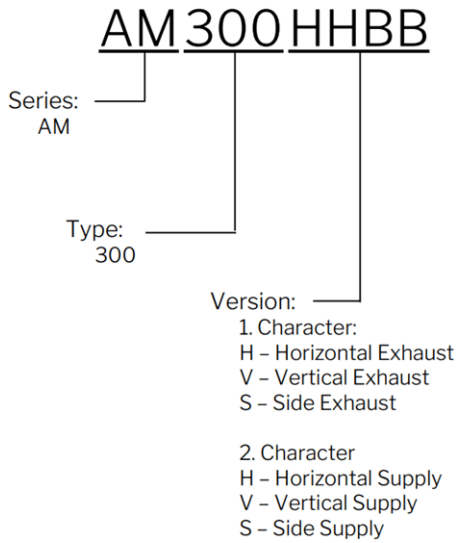 AM300HHBB
Series:
AM
Type:
300
Version:
1. Character:
H – Horizontal Exhaust
V – Vertical Exhaust
S – Side Exhaust
2. Character
H – Horizontal Supply
V – Vertical Supply
S – Side Supply